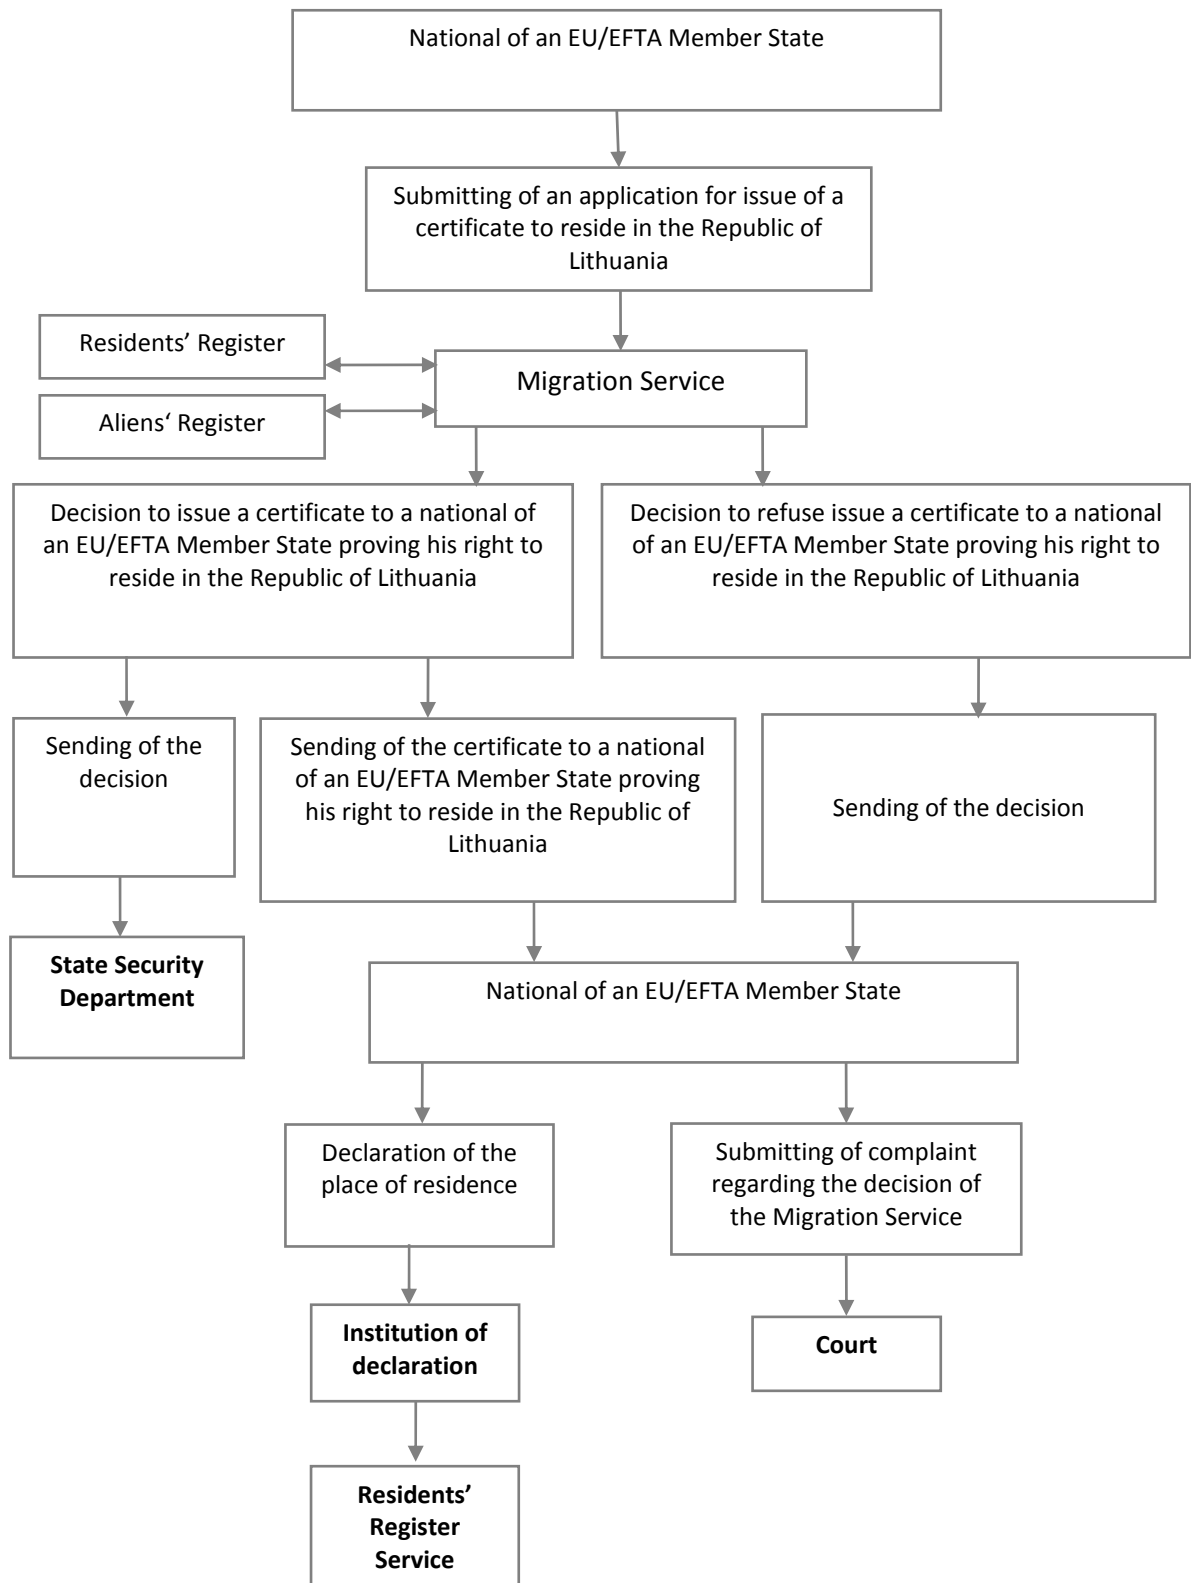 National of an EU/EFTA Member State
Submitting of an application for issue of a
certificate to reside in the Republic of
Lithuania
Residents’ Register
Migration Service
Aliens‘ Register
Decision to issue a certificate to a national of
an EU/EFTA Member State proving his right to
reside in the Republic of Lithuania
Decision to refuse issue a certificate to a national
of an EU/EFTA Member State proving his right to
reside in the Republic of Lithuania
Sending of the
decision
Sending of the certificate to a national
of an EU/EFTA Member State proving
his right to reside in the Republic of
Lithuania
Sending of the decision
State Security
Department
National of an EU/EFTA Member State
Declaration of the
place of residence
Submitting of complaint
regarding the decision of
the Migration Service
Institution of
declaration
Court
Residents’
Register
Service